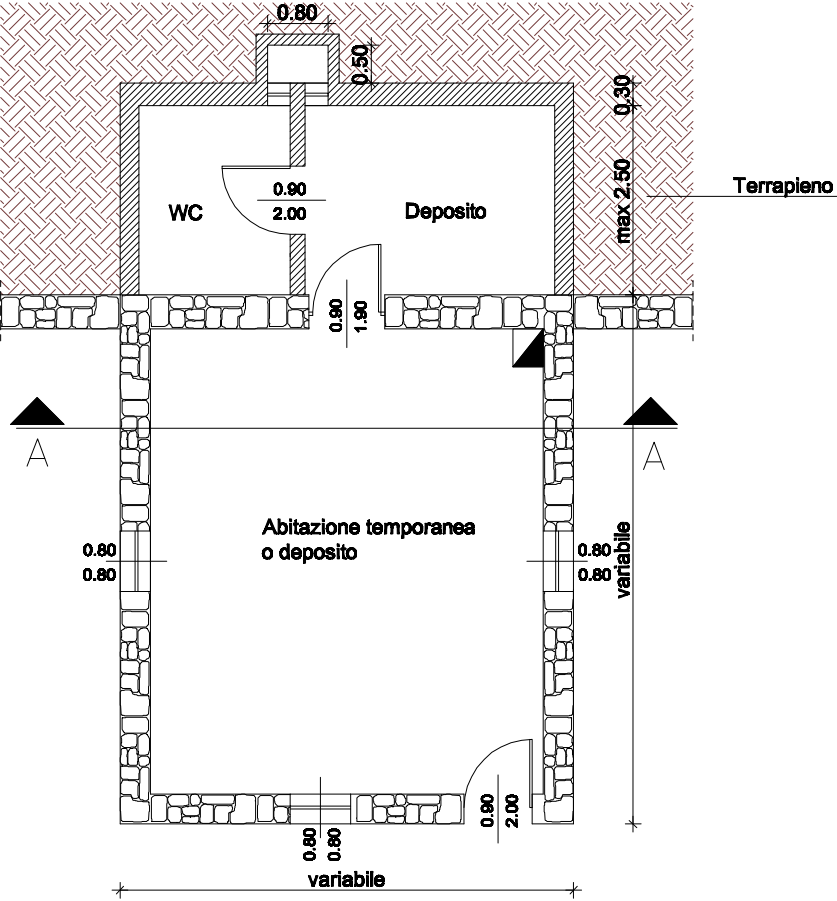 0.80
0.50
0.30
max 2.50
Terrapieno
0.90
2.00
WC
Deposito
0.90
1.90
A
A
Abitazione temporanea
o deposito
0.80
0.80
0.80
0.80
variabile
0.90
2.00
0.80
0.80
variabile